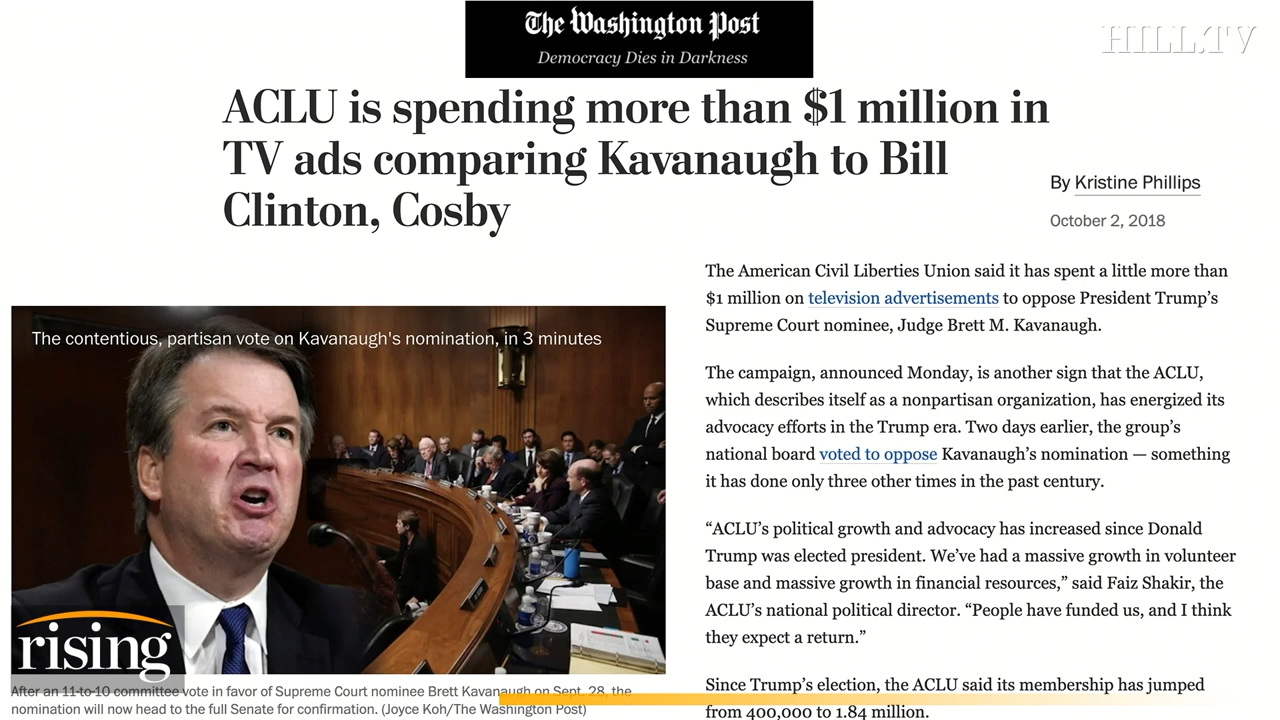 The Washington Post
Democracy Dies in Darkness
HILL.TV
ACLU is spending more than $1 million in
TV ads comparing Kavanaugh to Bill
Clinton, Cosby
By Kristine Phillips
October 2, 2018
The contentious, partisan vote on Kavanaugh's nomination, in 3 minutes
rising
After an 11-to-10 committee vote in favor of Supreme Court nominee Brett Kavanaugh on Sept. 28, the
nomination will now head to the full Senate for confirmation. (Joyce Koh/The Washington Post)
The American Civil Liberties Union said it has spent a little more than
$1 million on television advertisements to oppose President Trump's
Supreme Court nominee, Judge Brett M. Kavanaugh.
The campaign, announced Monday, is another sign that the ACLU,
which describes itself as a nonpartisan organization, has energized its
advocacy efforts in the Trump era. Two days earlier, the group's
national board voted to oppose Kavanaugh's nomination — something
it has done only three other times in the past century.
“ACLU's political growth and advocacy has increased since Donald
Trump was elected president. We've had a massive growth in volunteer
base and massive growth in financial resources,” said Faiz Shakir, the
ACLU's national political director. “People have funded us, and I think
they expect a return.”
Since Trump's election, the ACLU said its membership has jumped
from 400,000 to 1.84 million.